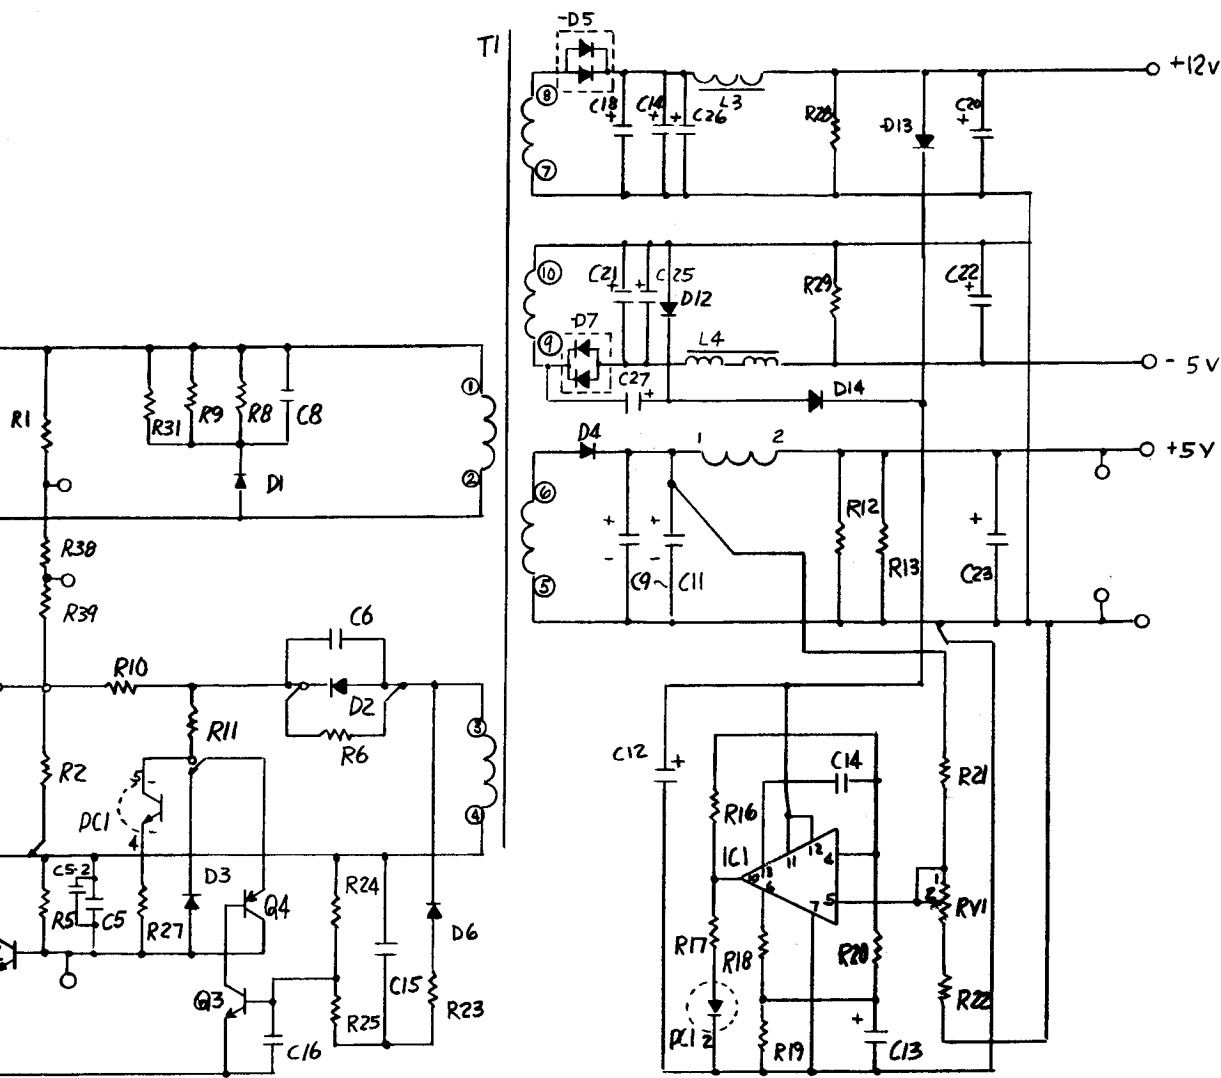 T1
-D5
+12V
8
C18
+
C14
+
+
C26
L3
R28
-D13
C20
+
7
10
C21
+
+
C25
D12
R29
C22
+
9
-D7
L4
- 5V
C27
+
D14
R1
R31
R9
R8
C8
1
D1
2
D4
1
2
+5V
6
+
-
+
-
C9~
C11
R12
R13
+
C23
5
R38
R39
C6
R10
D2
R6
3
R11
R2
5
PC1
4
4
C12
+
C14
R16
R21
IC1
10
13
6
11
12
4
7
5
1
2
RV1
C5-2
R5
C5
R27
D3
Q4
R24
D6
R17
R18
R20
Q3
C15
R23
R22
R25
C16
PC1
2
R19
+
C13